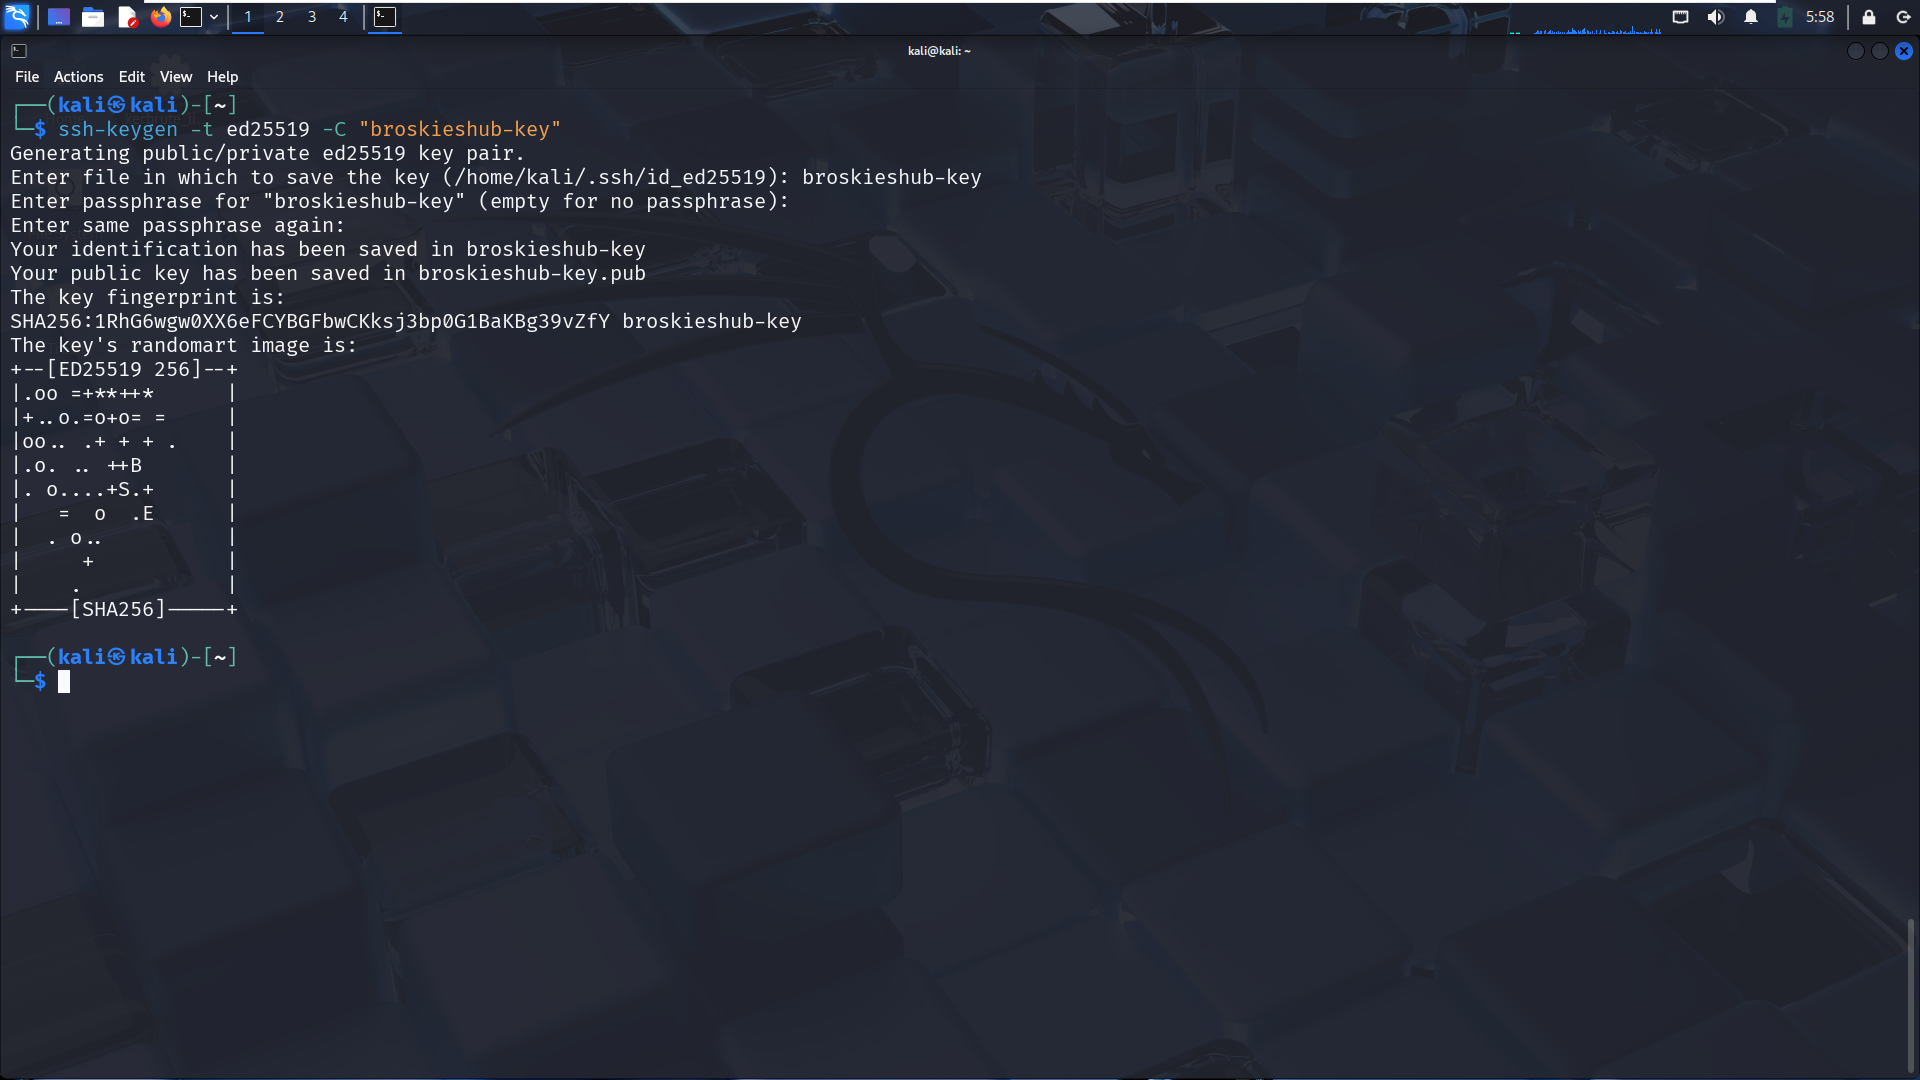 1 2 3 4 5:58
kali@kali: ~
File Actions Edit View Help
┌──(kali㉿kali)-[~]
└─$ ssh-keygen -t ed25519 -C "broskieshub-key"
Generating public/private ed25519 key pair.
Enter file in which to save the key (/home/kali/.ssh/id_ed25519): broskieshub-key
Enter passphrase for "broskieshub-key" (empty for no passphrase):
Enter same passphrase again:
Your identification has been saved in broskieshub-key
Your public key has been saved in broskieshub-key.pub
The key fingerprint is:
SHA256:1RhG6wgw0XX6eFCYBGFbwCKksj3bp0G1BaKBg39vZfY broskieshub-key
The key's randomart image is:
+--[ED25519 256]--+
|.oo =+**++*      |
|+..o.=o+o= =     |
|oo.. .+ + + .    |
|.o. .. ++B       |
|. o....+S.+      |
|   =  o  .E      |
|  . o..          |
|     +           |
|    .            |
+----[SHA256]-----+
┌──(kali㉿kali)-[~]
└─$